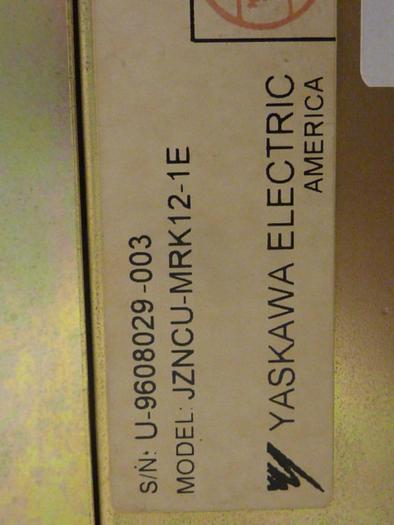 S/N: U-9608029-003
MODEL: JZNCU-MRK12-1E
YASKAWA ELECTRIC
AMERICA